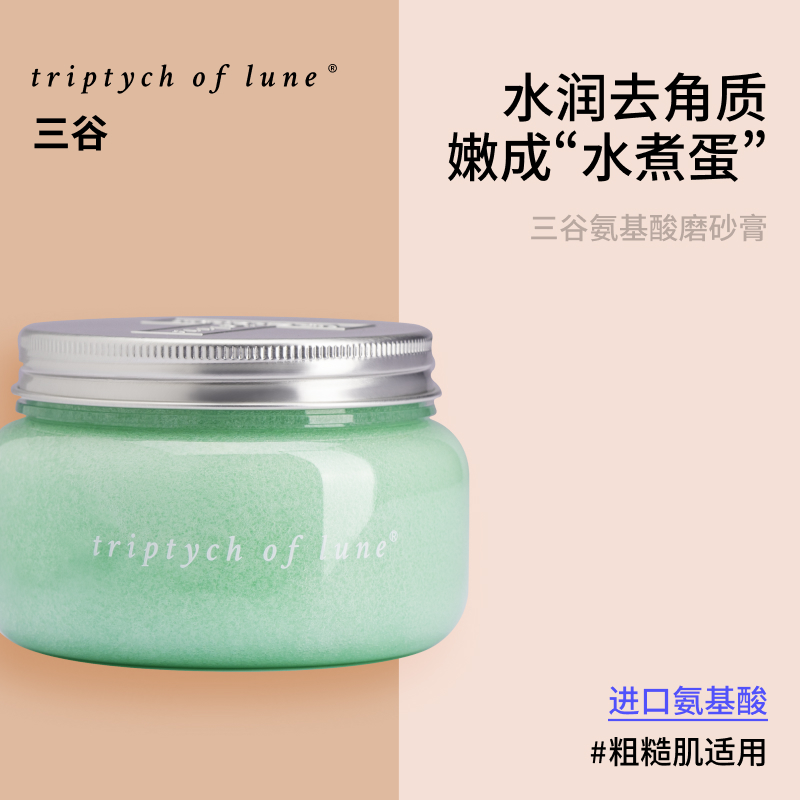 triptych of lune®
三谷
水润去角质
嫩成“水煮蛋”
三谷氨基酸磨砂膏
triptych of lune®
进口氨基酸
#粗糙肌适用